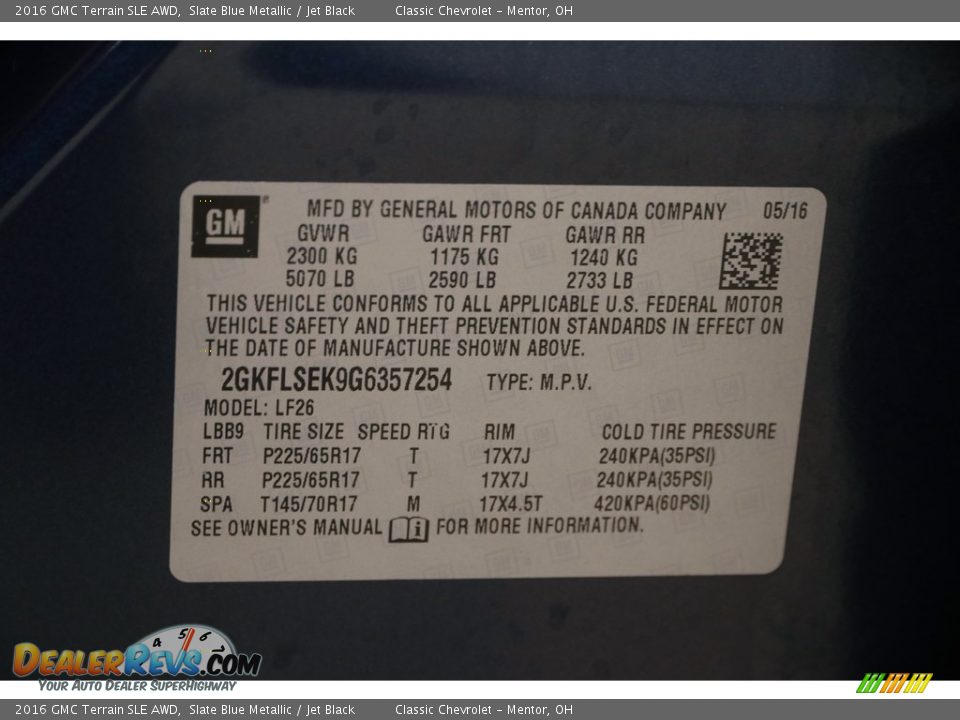 2016 GMC Terrain SLE AWD, Slate Blue Metallic / Jet Black Classic Chevrolet – Mentor, OH
GM ® MFD BY GENERAL MOTORS OF CANADA COMPANY 05/16
GVWR GAWR FRT GAWR RR
2300 KG 1175 KG 1240 KG
5070 LB 2590 LB 2733 LB
THIS VEHICLE CONFORMS TO ALL APPLICABLE U.S. FEDERAL MOTOR
VEHICLE SAFETY AND THEFT PREVENTION STANDARDS IN EFFECT ON
THE DATE OF MANUFACTURE SHOWN ABOVE.
2GKFLSEK9G6357254 TYPE: M.P.V.
MODEL: LF26
LBB9 TIRE SIZE SPEED RTG RIM COLD TIRE PRESSURE
FRT P225/65R17 T 17X7J 240KPA(35PSI)
RR P225/65R17 T 17X7J 240KPA(35PSI)
SPA T145/70R17 M 17X4.5T 420KPA(60PSI)
SEE OWNER'S MANUAL i FOR MORE INFORMATION.
4 5 6
DEALERREVS.COM
YOUR AUTO DEALER SUPERHIGHWAY
2016 GMC Terrain SLE AWD, Slate Blue Metallic / Jet Black Classic Chevrolet – Mentor, OH